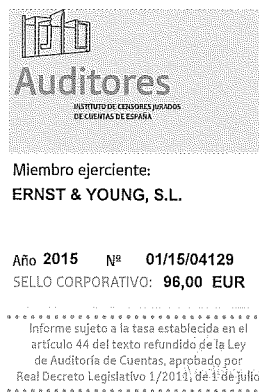 Auditores
INSTITUTO DE CENSORES JURADOS
DE CUENTAS DE ESPAÑA
Miembro ejerciente:
ERNST & YOUNG, S.L.
Año 2015 Nº 01/15/04129
SELLO CORPORATIVO: 96,00 EUR
Informe sujeto a la tasa establecida en el
artículo 44 del texto refundido de la Ley
de Auditoría de Cuentas, aprobado por
Real Decreto Legislativo 1/2011, de 1 de julio